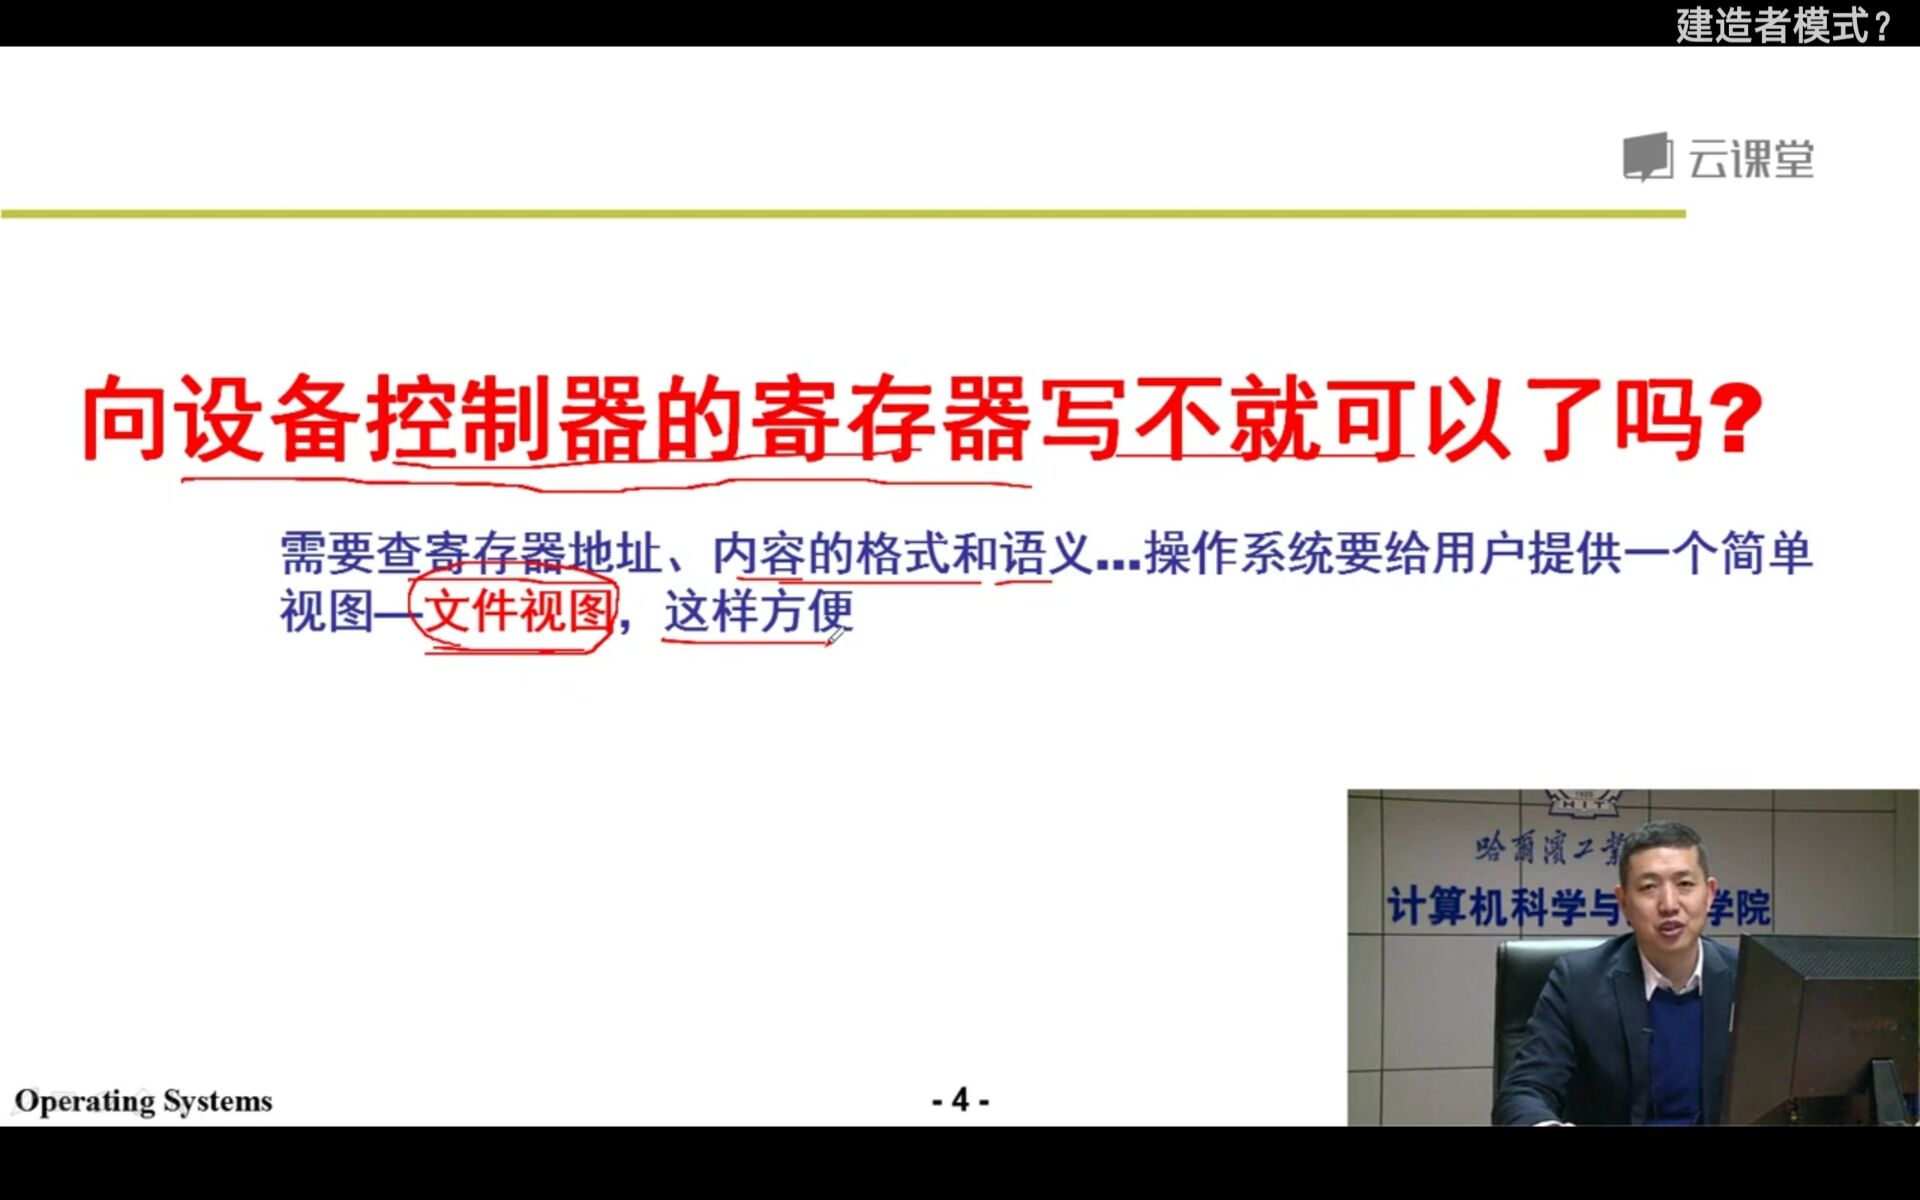 建造者模式？
云课堂
向设备控制器的寄存器写不就可以了吗?
需要查寄存器地址、内容的格式和语义...操作系统要给用户提供一个简单
视图—文件视图，这样方便
1920
HIT
哈爾濱工業
计算机科学与
学院
Operating Systems
- 4 -